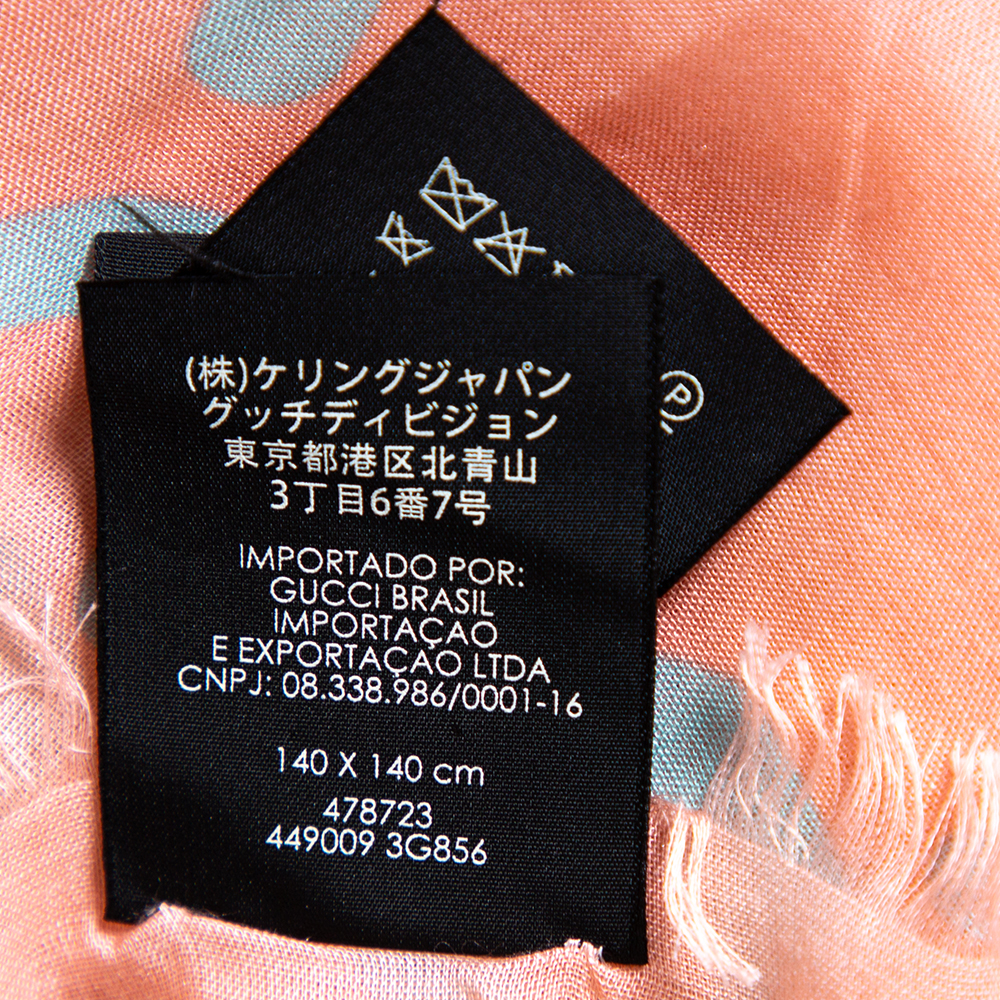 (株)ケリングジャパン
グッチディビジョン
東京都港区北青山
3丁目6番7号
IMPORTADO POR:
GUCCI BRASIL
IMPORTAÇAO
E EXPORTAÇAO LTDA
CNPJ: 08.338.986/0001-16
140 X 140 cm
478723
449009 3G856
P